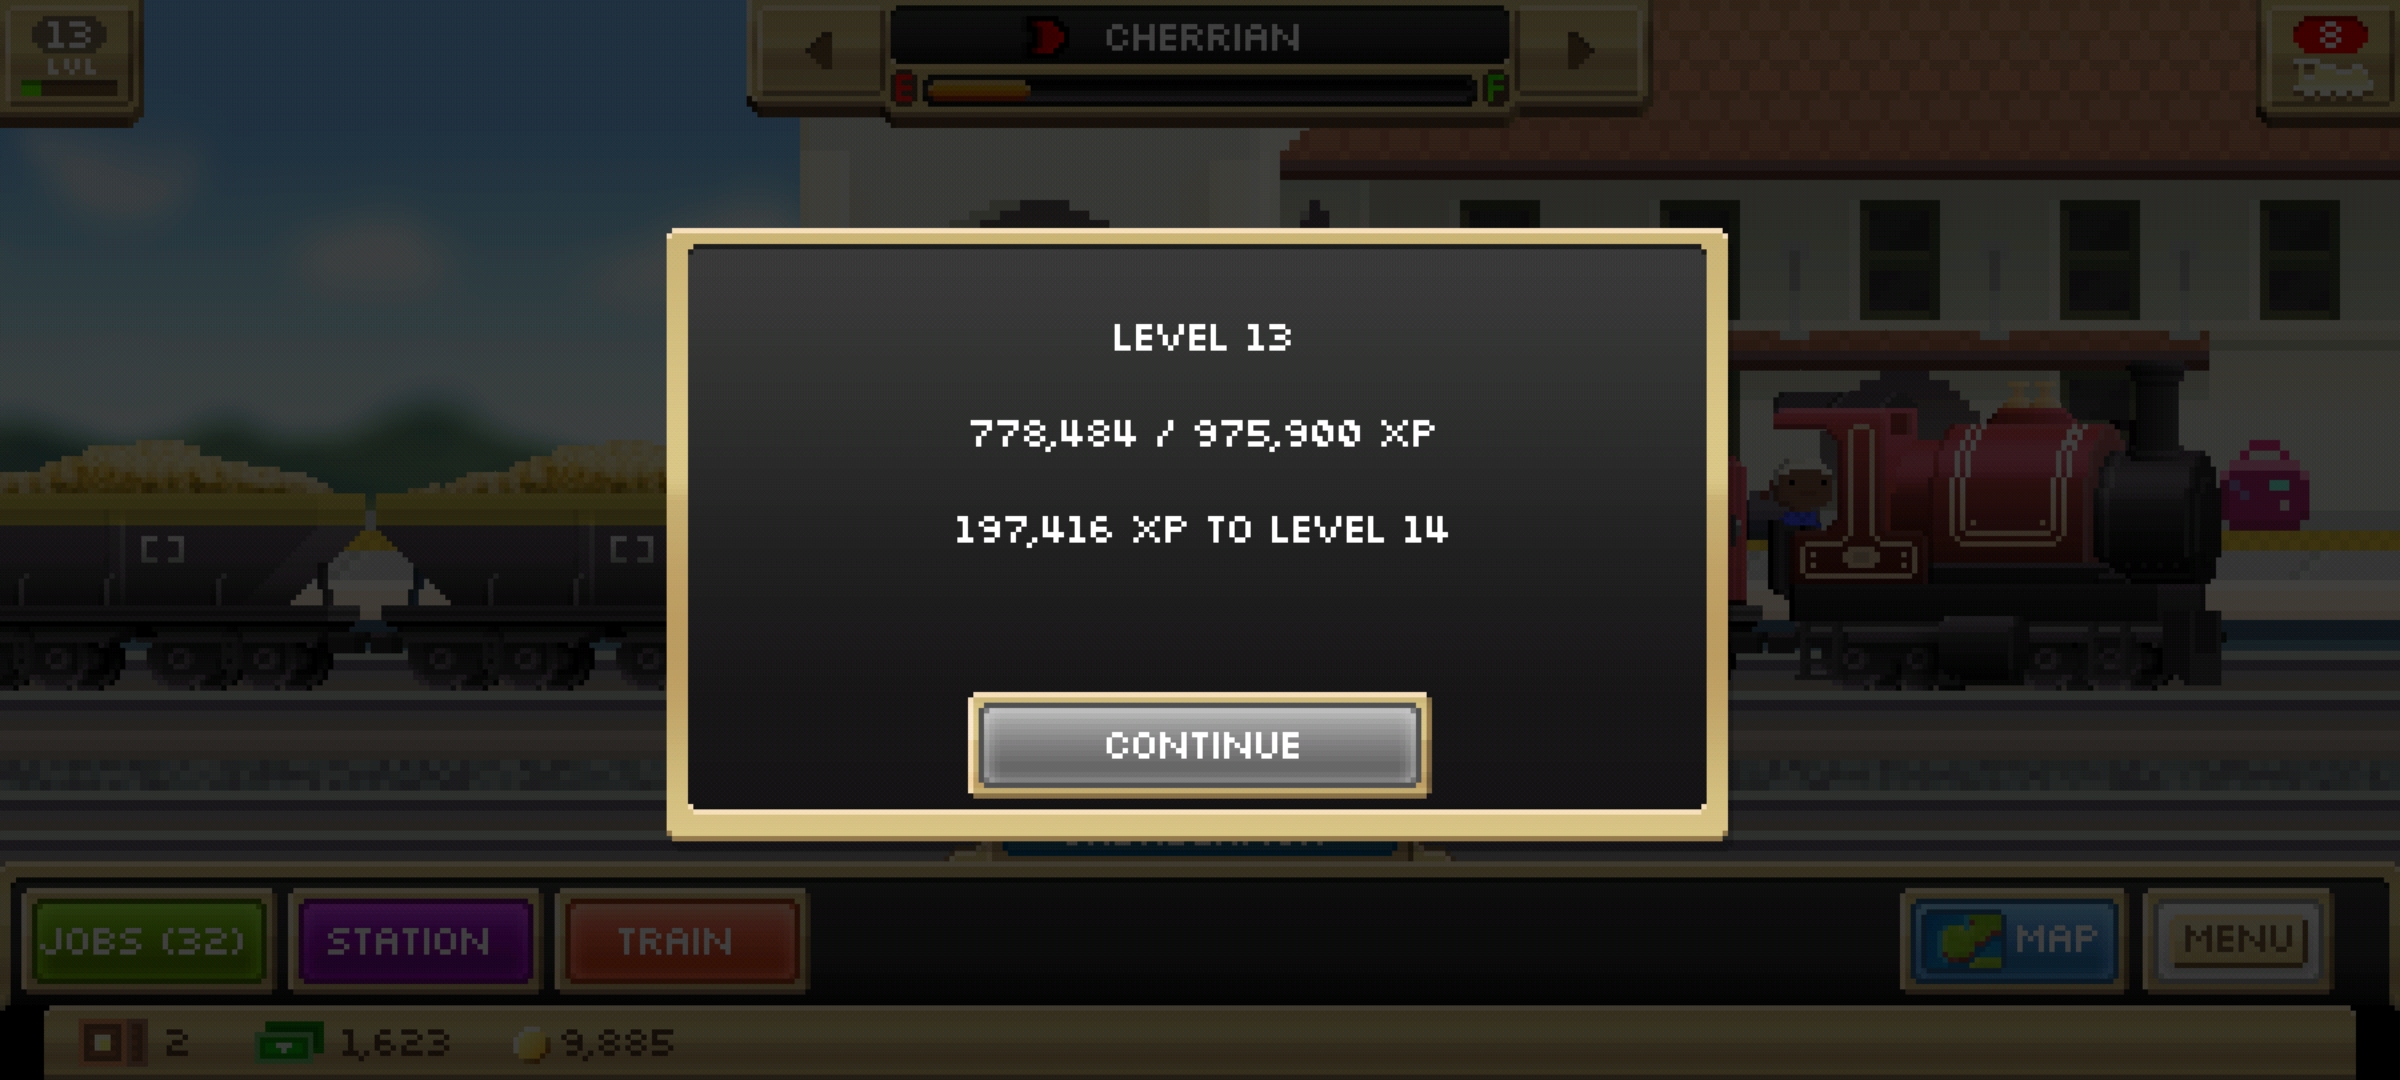 13
LVL
CHERRIAN
8
E
F
LEVEL 13
778,484 / 975,900 XP
197,416 XP TO LEVEL 14
CONTINUE
JOBS (32)
STATION
TRAIN
MAP
MENU
2
1,623
9,885